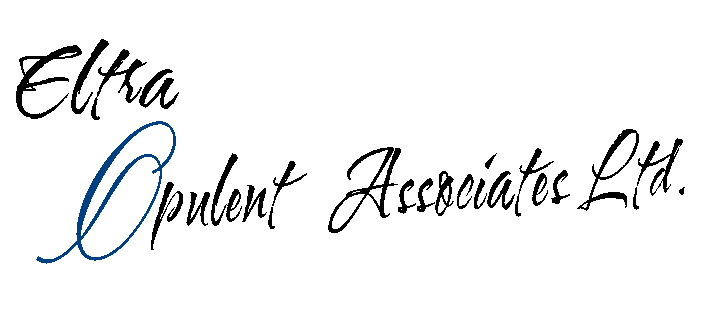 Eltra
Opulent Associates Ltd.